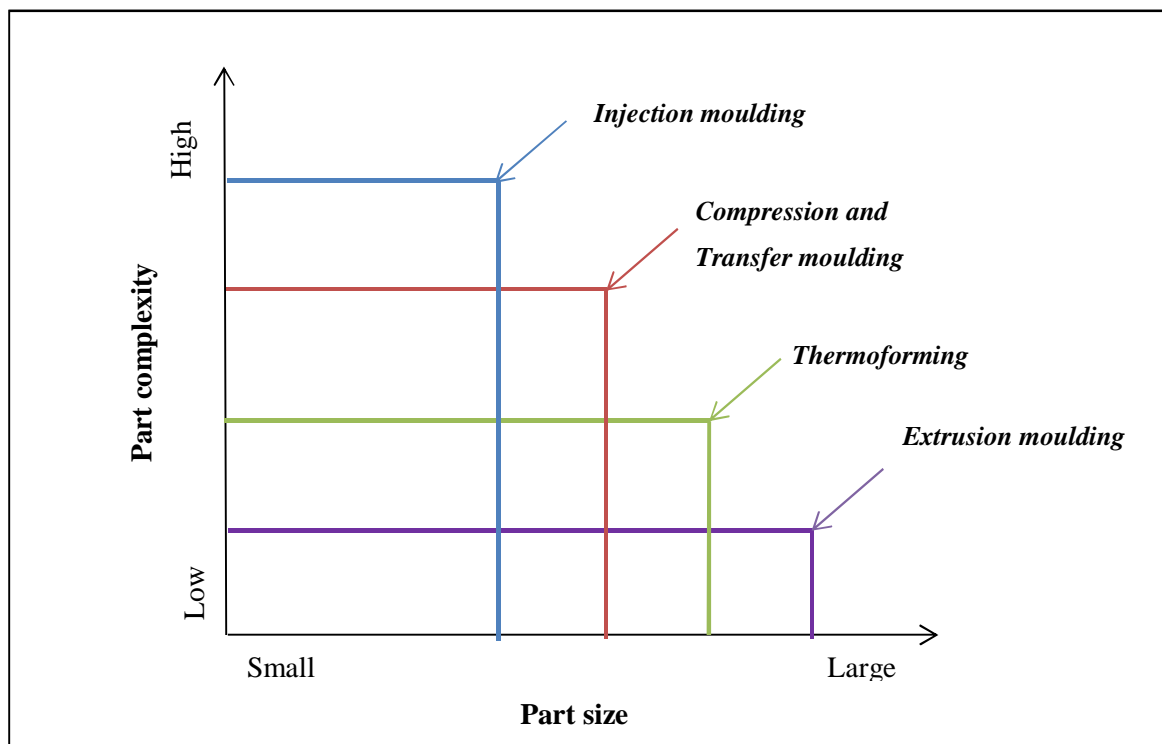 High
Injection moulding
Compression and
Transfer moulding
Part complexity
Thermoforming
Extrusion moulding
Low
Small
Large
Part size